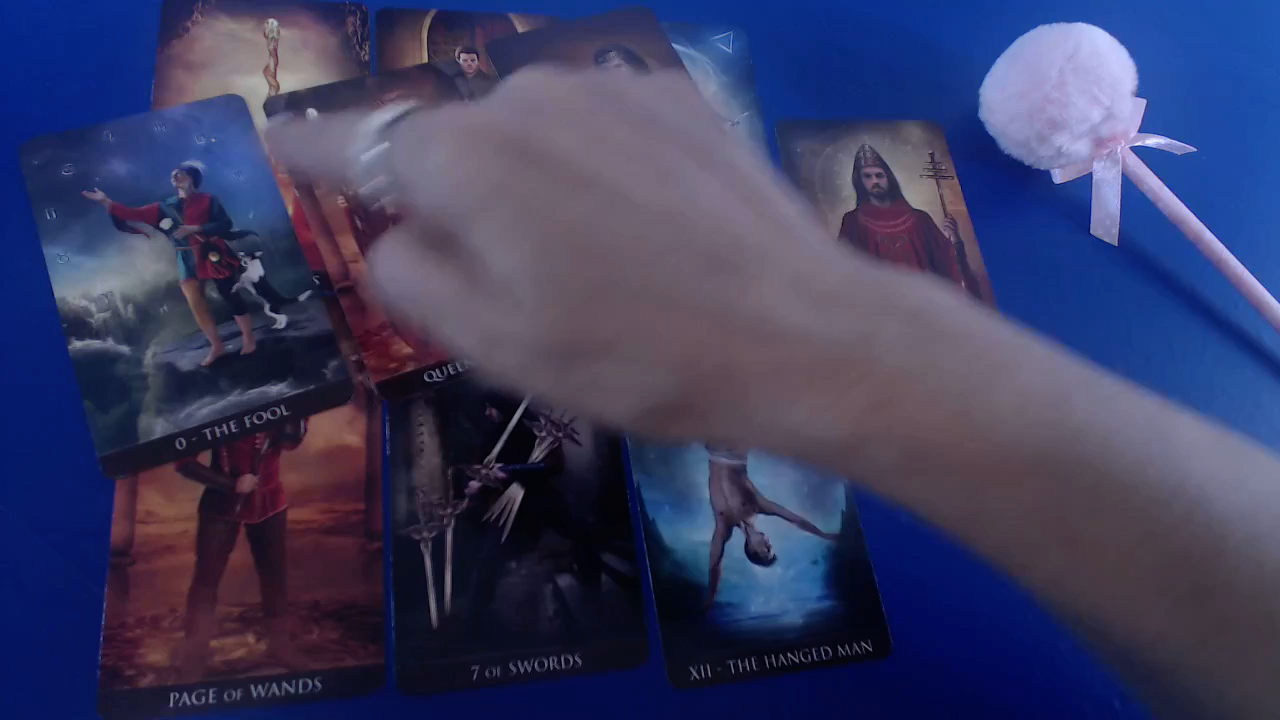 0 - THE FOOL
PAGE OF WANDS
7 OF SWORDS
XII - THE HANGED MAN